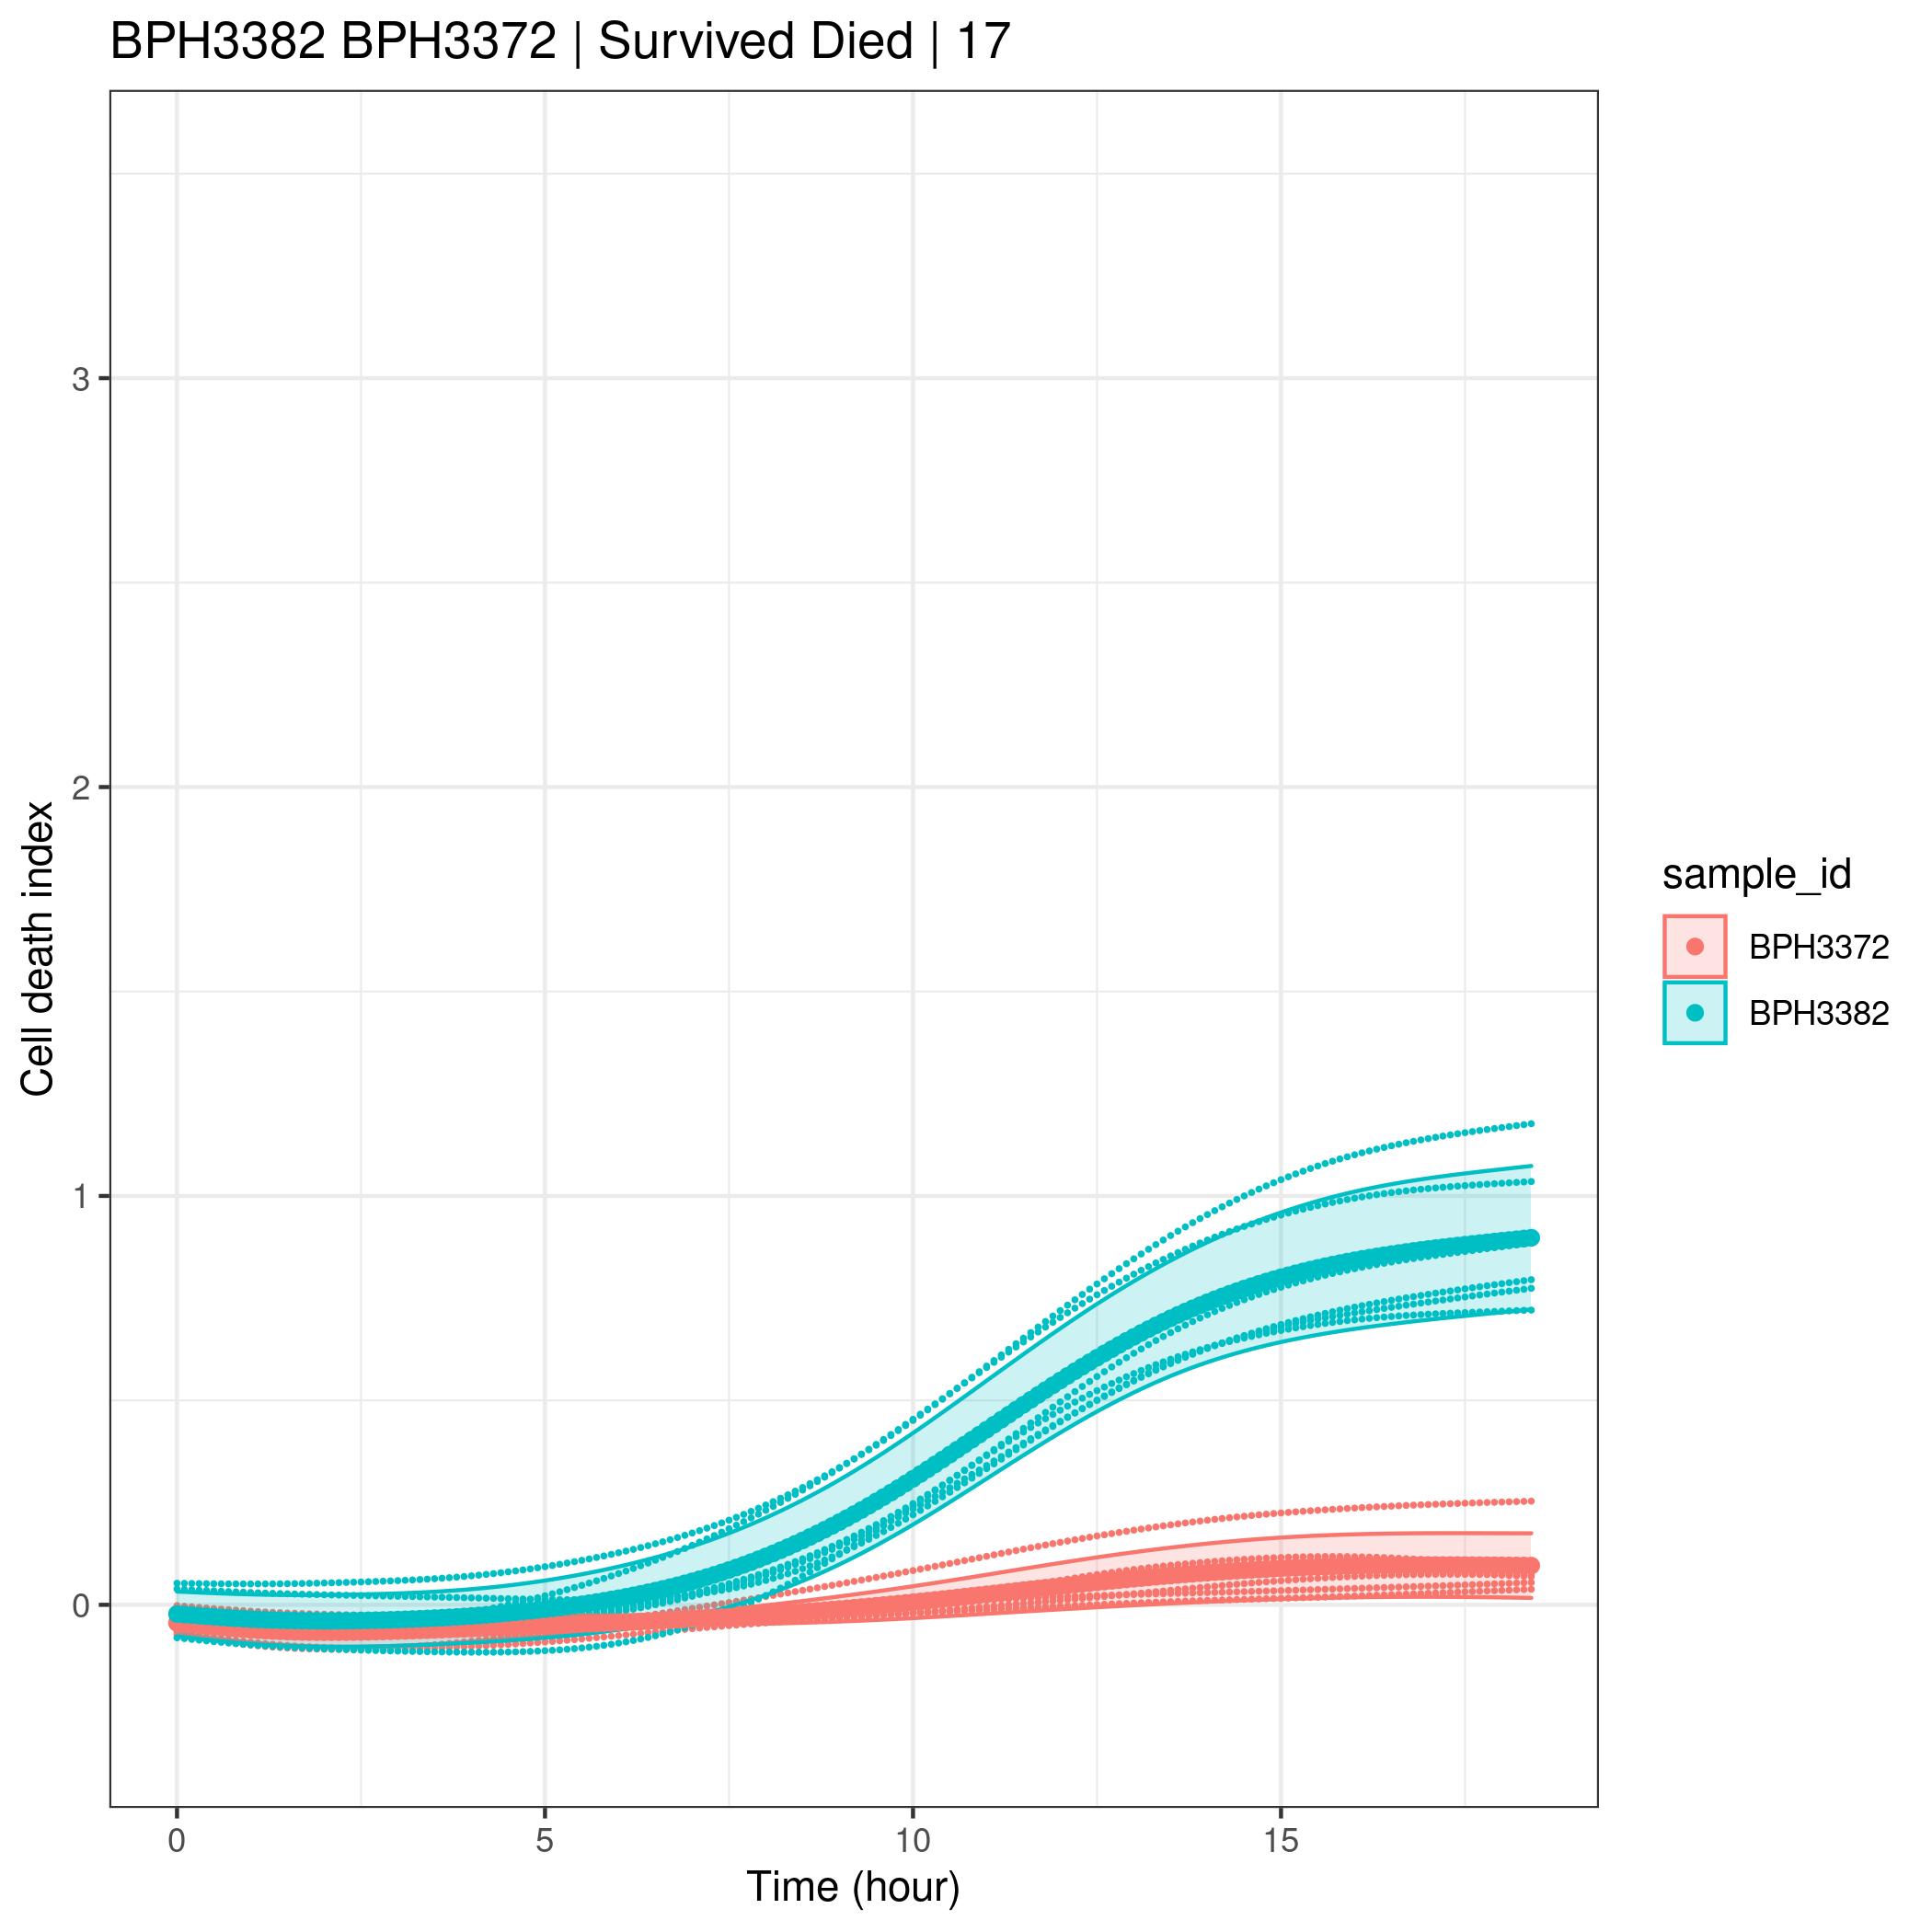 BPH3382 BPH3372 | Survived Died | 17
3
2
1
0
Cell death index
0 5 10 15
Time (hour)
sample_id
BPH3372
BPH3382